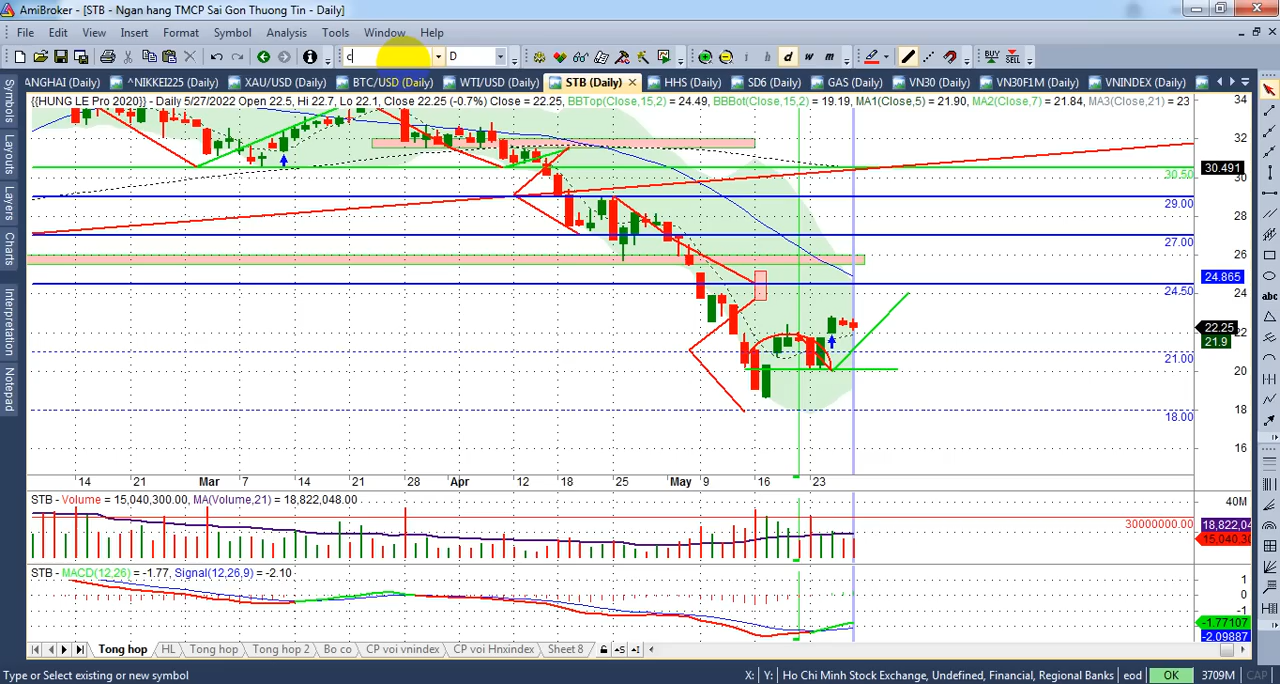 AmiBroker - [STB - Ngan hang TMCP Sai Gon Thuong Tin - Daily]
File Edit View Insert Format Symbol Analysis Tools Window Help
c D i h d w m BUY SELL
ANGHAI (Daily) ^NIKKEI225 (Daily) XAU/USD (Daily) BTC/USD (Daily) WTI/USD (Daily) STB (Daily) HHS (Daily) SD6 (Daily) GAS (Daily) VN30 (Daily) VN30F1M (Daily) VNINDEX (Daily)
{{HUNG LE Pro 2020}} - Daily 5/27/2022 Open 22.5, Hi 22.7, Lo 22.1, Close 22.25 (-0.7%) Close = 22.25, BBTop(Close,15,2) = 24.49, BBBot(Close,15,2) = 19.19, MA1(Close,5) = 21.90, MA2(Close,7) = 21.84, MA3(Close,21) = 23
Symbols
Layouts
Layers
Charts
Interpretation
Notepad
abc
34
32
30.491
30.50
30
29.00
28
27.00
26
24.865
24.50
24
22.25
22
21.9
21.00
20
18
18.00
16
14 21 Mar 7 14 21 28 Apr 12 18 25 May 9 16 23
STB - Volume = 15,040,300.00, MA(Volume,21) = 18,822,048.00
40M
30000000.00
18,822,04
15,040,30
STB - MACD(12,26) = -1.77, Signal(12,26,9) = -2.10
1
0
-1
-1.77107
-2.09887
Tong hop HL Tong hop Tong hop 2 Bo co CP voi vnindex CP voi Hnxindex Sheet 8
Type or Select existing or new symbol X: Y: Ho Chi Minh Stock Exchange, Undefined, Financial, Regional Banks eod OK 3709M CAP